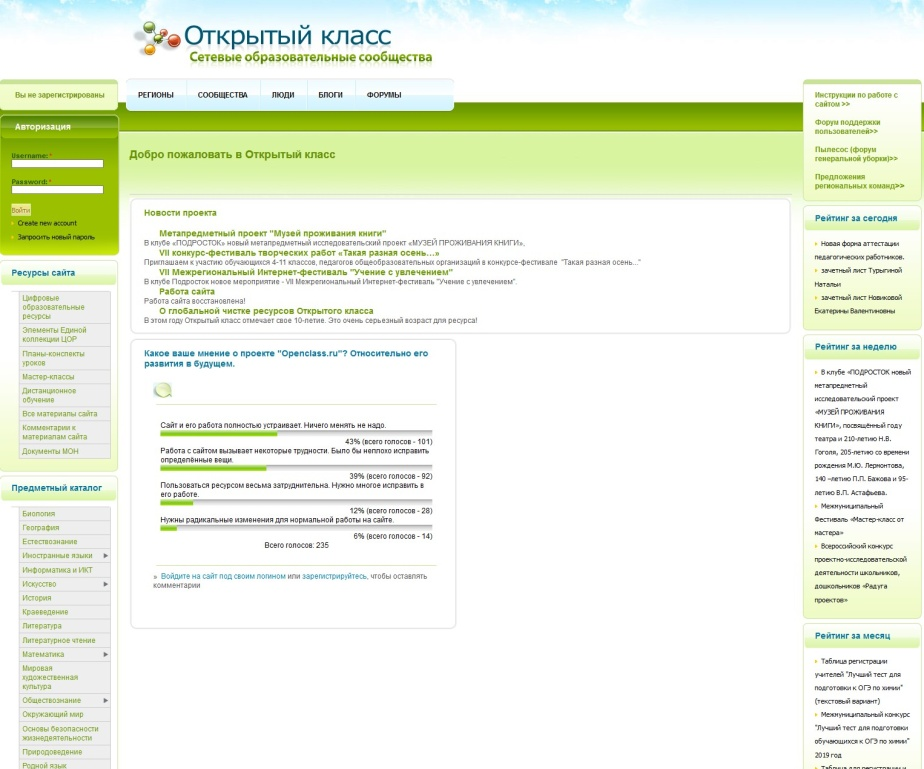 Открытый класс
Сетевые образовательные сообщества
Вы не зарегистрированы
РЕГИОНЫ СООБЩЕСТВА ЛЮДИ БЛОГИ ФОРУМЫ
Авторизация
Username: *
Password: *
Войти
Create new account
Запросить новый пароль
Ресурсы сайта
Цифровые
образовательные
ресурсы
Элементы Единой
коллекции ЦОР
Планы-конспекты
уроков
Мастер-классы
Дистанционное
обучение
Все материалы сайта
Комментарии к
материалам сайта
Документы МОН
Предметный каталог
Биология
География
Естествознание
Иностранные языки
Информатика и ИКТ
Искусство
История
Краеведение
Литература
Литературное чтение
Математика
Мировая
художественная
культура
Обществознание
Окружающий мир
Основы безопасности
жизнедеятельности
Природоведение
Родной язык
Добро пожаловать в Открытый класс
Новости проекта
Метапредметный проект "Музей проживания книги"
В клубе «ПОДРОСТОК» новый метапредметный исследовательский проект «МУЗЕЙ ПРОЖИВАНИЯ КНИГИ»,
VII конкурс-фестиваль творческих работ «Такая разная осень…»
Приглашаем к участию обучающихся 4-11 классов, педагогов общеобразовательных организаций в конкурсе-фестивале "Такая разная осень..."
VII Межрегиональный Интернет-фестиваль "Учение с увлечением"
В клубе Подросток новое мероприятие - VII Межрегиональный Интернет-фестиваль "Учение с увлечением".
Работа сайта
Работа сайта восстановлена!
О глобальной чистке ресурсов Открытого класса
В этом году Открытый класс отмечает свое 10-летие. Это очень серьезный возраст для ресурса!
Какое ваше мнение о проекте "Openclass.ru"? Относительно его
развития в будущем.
Сайт и его работа полностью устраивает. Ничего менять не надо.
43% (всего голосов - 101)
Работа с сайтом вызывает некоторые трудности. Было бы неплохо исправить
определённые вещи.
39% (всего голосов - 92)
Пользоваться ресурсом весьма затруднительна. Нужно многое исправить в
его работе.
12% (всего голосов - 28)
Нужны радикальные изменения для нормальной работы на сайте.
6% (всего голосов - 14)
Всего голосов: 235
» Войдите на сайт под своим логином или зарегистрируйтесь, чтобы оставлять
комментарии
Инструкции по работе с
сайтом >>
Форум поддержки
пользователей>>
Пылесос (форум
генеральной уборки)>>
Предложения
региональных команд>>
Рейтинг за сегодня
Новая форма аттестации
педагогических работников.
зачетный лист Турыгиной
Натальи
зачетный лист Новиковой
Екатерины Валентиновны
Рейтинг за неделю
В клубе «ПОДРОСТОК новый
метапредметный
исследовательский проект
«МУЗЕЙ ПРОЖИВАНИЯ
КНИГИ», посвящённый году
театра и 210-летию Н.В.
Гоголя, 205-летию со времени
рождения М.Ю. Лермонтова,
140 –летию П.П. Бажова и 95-
летию В.П. Астафьева.
Межмуниципальный
Фестиваль «Мастер-класс от
мастера»
Всероссийский конкурс
проектно-исследовательской
деятельности школьников,
дошкольников «Радуга
проектов»
Рейтинг за месяц
Таблица регистрации
учителей "Лучший тест для
подготовки к ОГЭ по химии"
(текстовый вариант)
Межмуниципальный конкурс
"Лучший тест для подготовки
обучающихся к ОГЭ по химии"
2019 год
Таблица для регистрации и